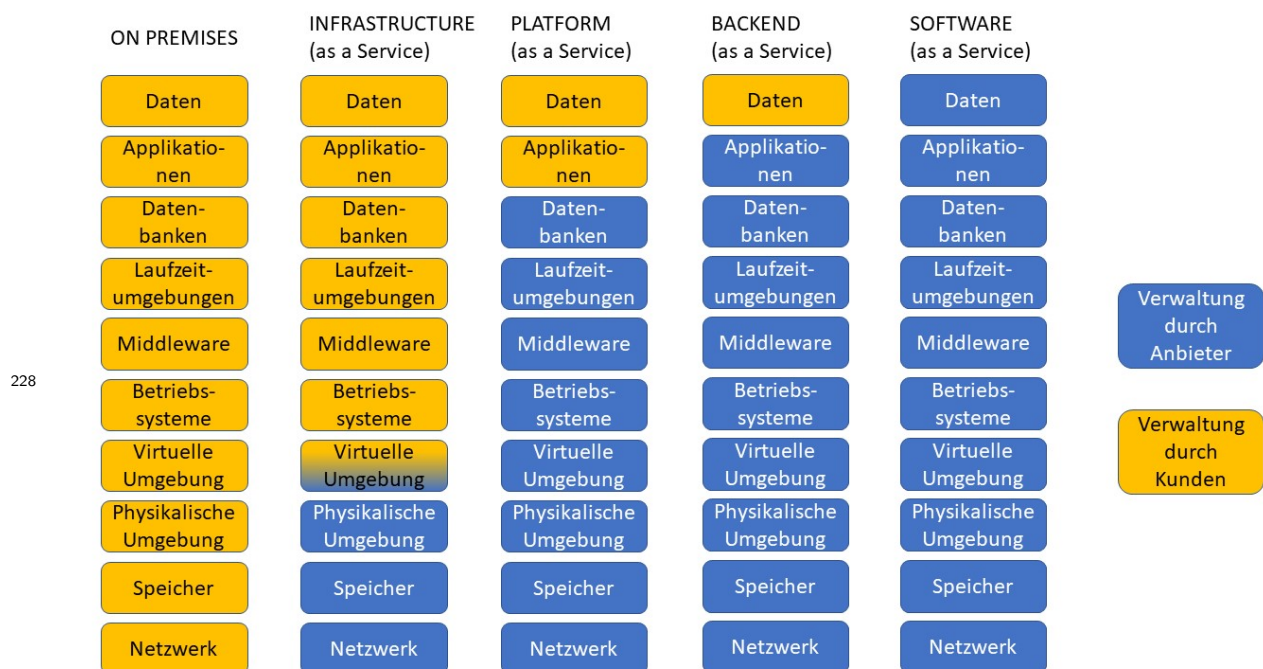 ON PREMISES
INFRASTRUCTURE
(as a Service)
PLATFORM
(as a Service)
BACKEND
(as a Service)
SOFTWARE
(as a Service)
Daten
Daten
Daten
Daten
Daten
Applikatio-
nen
Applikatio-
nen
Applikatio-
nen
Applikatio-
nen
Applikatio-
nen
Daten-
banken
Daten-
banken
Daten-
banken
Daten-
banken
Daten-
banken
Laufzeit-
umgebungen
Laufzeit-
umgebungen
Laufzeit-
umgebungen
Laufzeit-
umgebungen
Laufzeit-
umgebungen
Middleware
Middleware
Middleware
Middleware
Middleware
228
Betriebs-
systeme
Betriebs-
systeme
Betriebs-
systeme
Betriebs-
systeme
Betriebs-
systeme
Virtuelle
Umgebung
Virtuelle
Umgebung
Virtuelle
Umgebung
Virtuelle
Umgebung
Virtuelle
Umgebung
Physikalische
Umgebung
Physikalische
Umgebung
Physikalische
Umgebung
Physikalische
Umgebung
Physikalische
Umgebung
Speicher
Speicher
Speicher
Speicher
Speicher
Netzwerk
Netzwerk
Netzwerk
Netzwerk
Netzwerk
Verwaltung
durch
Anbieter
Verwaltung
durch
Kunden